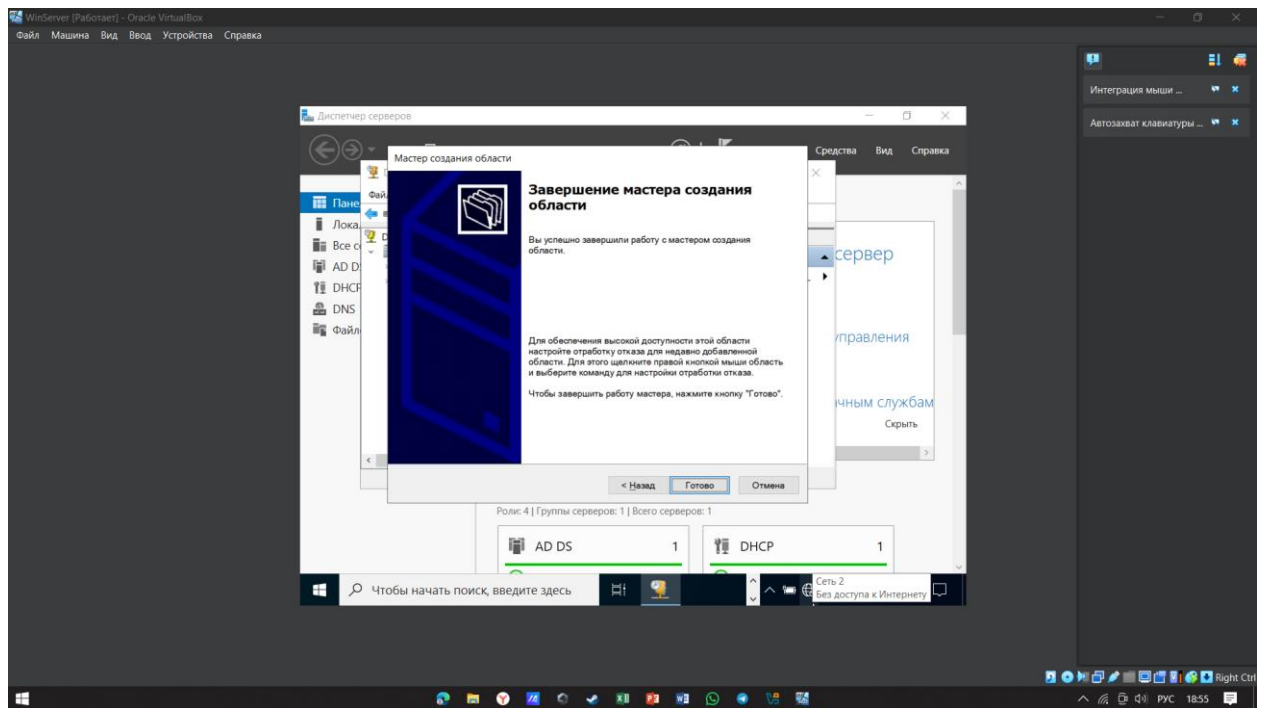 WinServer [Работает] - Oracle VirtualBox
Файл Машина Вид Ввод Устройства Справка
Интеграция мыши ...
Автозахват клавиатуры ...
Диспетчер серверов
Средства Вид Справка
Мастер создания области
Завершение мастера создания
области
Вы успешно завершили работу с мастером создания
области.
Для обеспечения высокой доступности этой области
настройте отработку отказа для недавно добавленной
области. Для этого щелкните правой кнопкой мыши область
и выберите команду для настройки отработки отказа.
Чтобы завершить работу мастера, нажмите кнопку "Готово".
< Назад Готово Отмена
Фай
Пане
Лока
Все с
AD D
DHCP
DNS
Файл
сервер
управления
чным службам
Скрыть
Роли: 4 | Группы серверов: 1 | Всего серверов: 1
AD DS 1
DHCP 1
Чтобы начать поиск, введите здесь
Сеть 2
Без доступа к Интернету
Right Ctrl
РУС 18:55